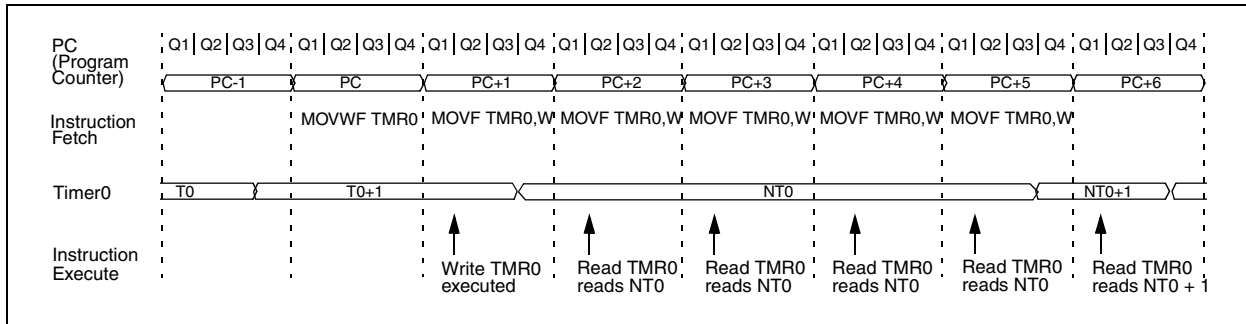 PC (Program Counter)
Q1 Q2 Q3 Q4 Q1 Q2 Q3 Q4 Q1 Q2 Q3 Q4 Q1 Q2 Q3 Q4 Q1 Q2 Q3 Q4 Q1 Q2 Q3 Q4 Q1 Q2 Q3 Q4 Q1 Q2 Q3 Q4
PC-1 PC PC+1 PC+2 PC+3 PC+4 PC+5 PC+6
Instruction Fetch
MOVWF TMR0 MOVF TMR0,W MOVF TMR0,W MOVF TMR0,W MOVF TMR0,W MOVF TMR0,W
Timer0
T0 T0+1 NT0 NT0+1
Instruction Execute
Write TMR0 executed
Read TMR0 reads NT0
Read TMR0 reads NT0
Read TMR0 reads NT0
Read TMR0 reads NT0
Read TMR0 reads NT0 + 1